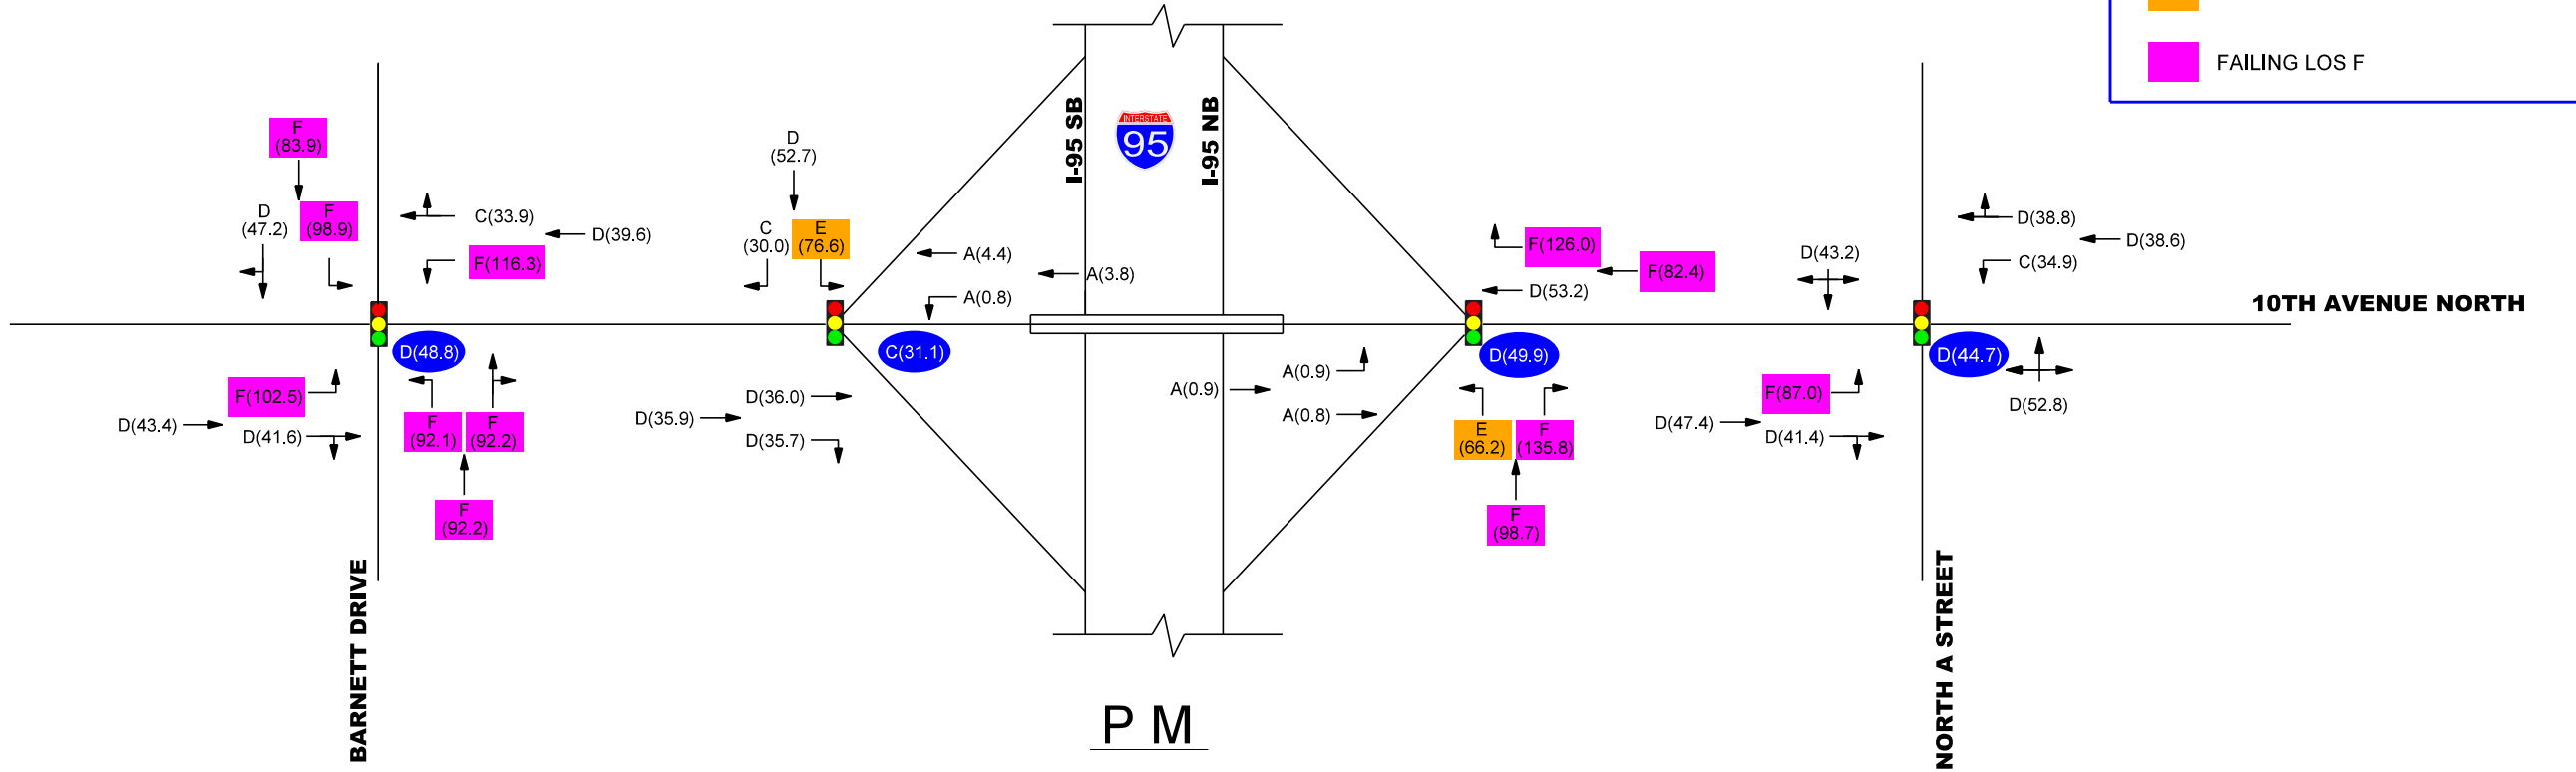 FAILING LOS F
I-95 SB
INTERSTATE
95
I-95 NB
F
(83.9)
D
(47.2)
F
(98.9)
C(33.9)
D(39.6)
F(116.3)
D
(52.7)
C
(30.0)
E
(76.6)
A(4.4)
A(3.8)
A(0.8)
F(126.0)
F(82.4)
D(53.2)
D(43.2)
D(38.8)
D(38.6)
C(34.9)
10TH AVENUE NORTH
D(48.8)
C(31.1)
D(49.9)
D(44.7)
F(102.5)
D(43.4)
D(41.6)
F
(92.1)
F
(92.2)
F
(92.2)
D(36.0)
D(35.9)
D(35.7)
A(0.9)
A(0.9)
A(0.8)
E
(66.2)
F
(135.8)
F
(98.7)
F(87.0)
D(47.4)
D(41.4)
D(52.8)
BARNETT DRIVE
NORTH A STREET
P M